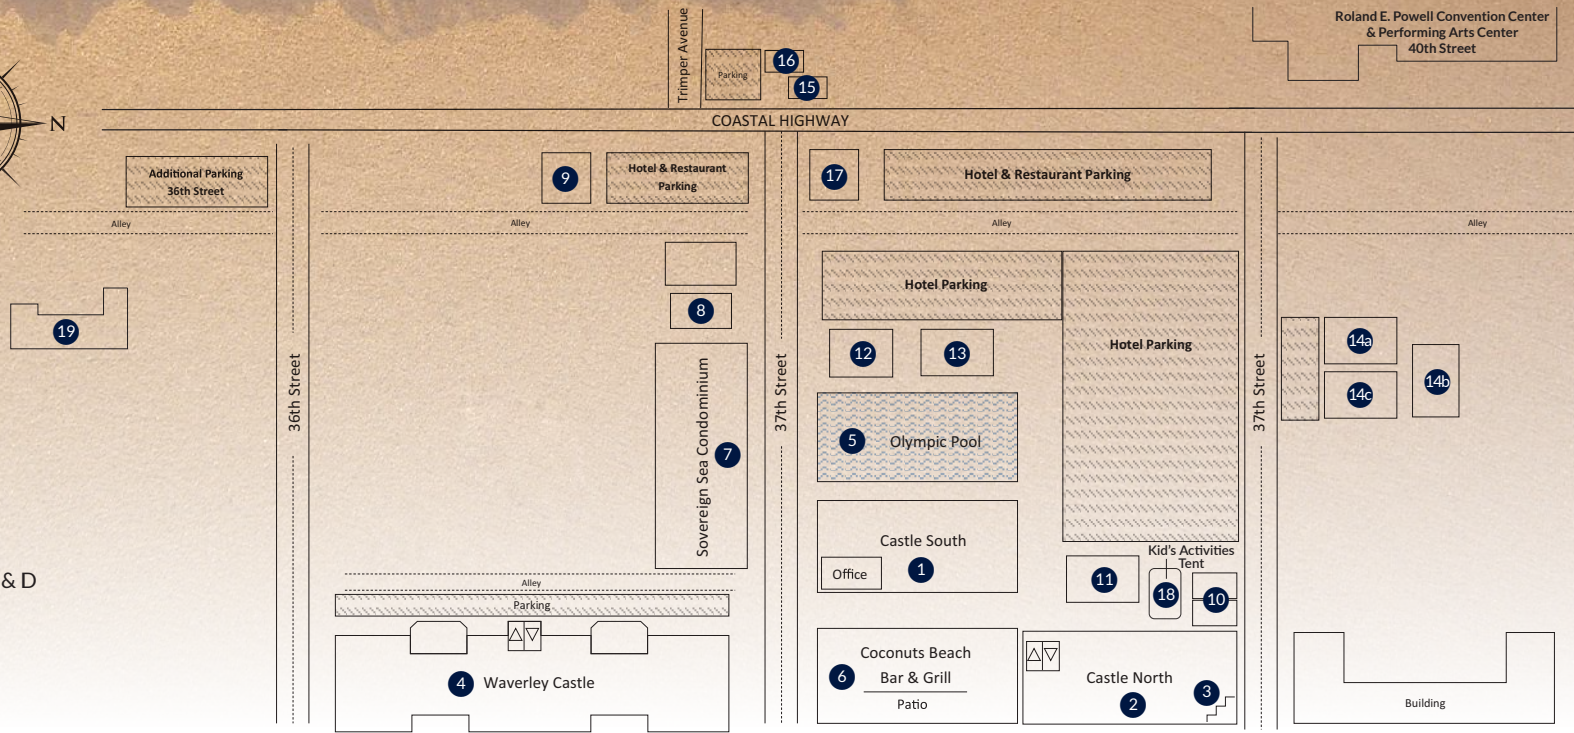 Roland E. Powell Convention Center
& Performing Arts Center
40th Street
Trimper Avenue
Parking
16
15
N
COASTAL HIGHWAY
Additional Parking
36th Street
9
Hotel & Restaurant
Parking
17
Hotel & Restaurant Parking
Alley
Alley
Alley
Alley
19
36th Street
8
Sovereign Sea Condominium
7
37th Street
Hotel Parking
12
13
Hotel Parking
5
Olympic Pool
37th Street
14a
14b
14c
Castle South
1
Office
Kid's Activities
Tent
11
18
10
& D
Alley
Parking
4
Waverley Castle
Coconuts Beach
6
Bar & Grill
Patio
Castle North
2
3
Building